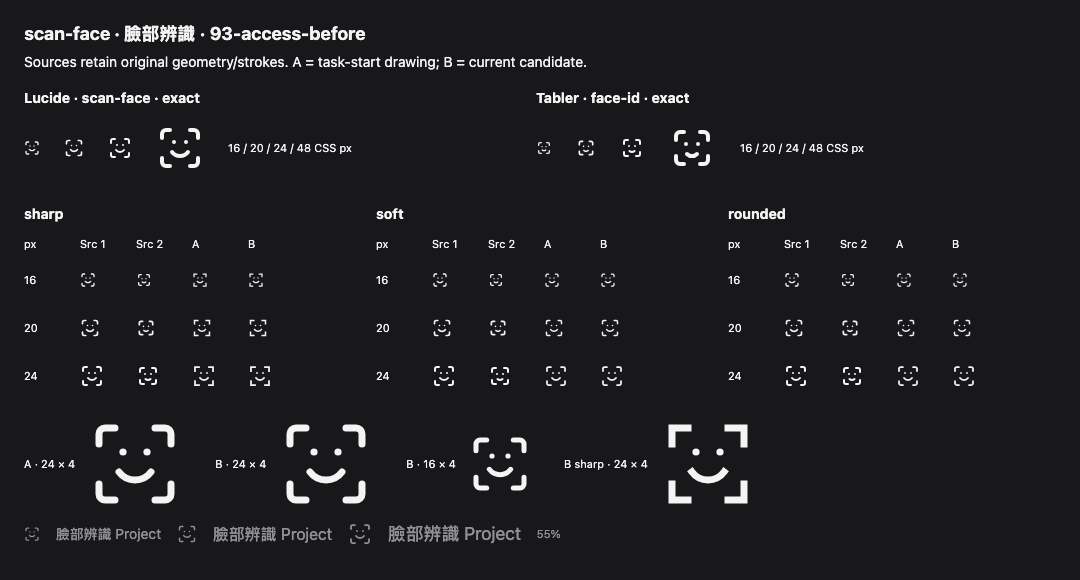 scan-face · 臉部辨識 · 93-access-before
Sources retain original geometry/strokes. A = task-start drawing; B = current candidate.
Lucide · scan-face · exact
Tabler · face-id · exact
16 / 20 / 24 / 48 CSS px
16 / 20 / 24 / 48 CSS px
sharp
soft
rounded
px Src 1 Src 2 A B
px Src 1 Src 2 A B
px Src 1 Src 2 A B
16
16
16
20
20
20
24
24
24
A · 24 × 4
B · 24 × 4
B · 16 × 4
B sharp · 24 × 4
臉部辨識 Project
臉部辨識 Project
臉部辨識 Project
55%